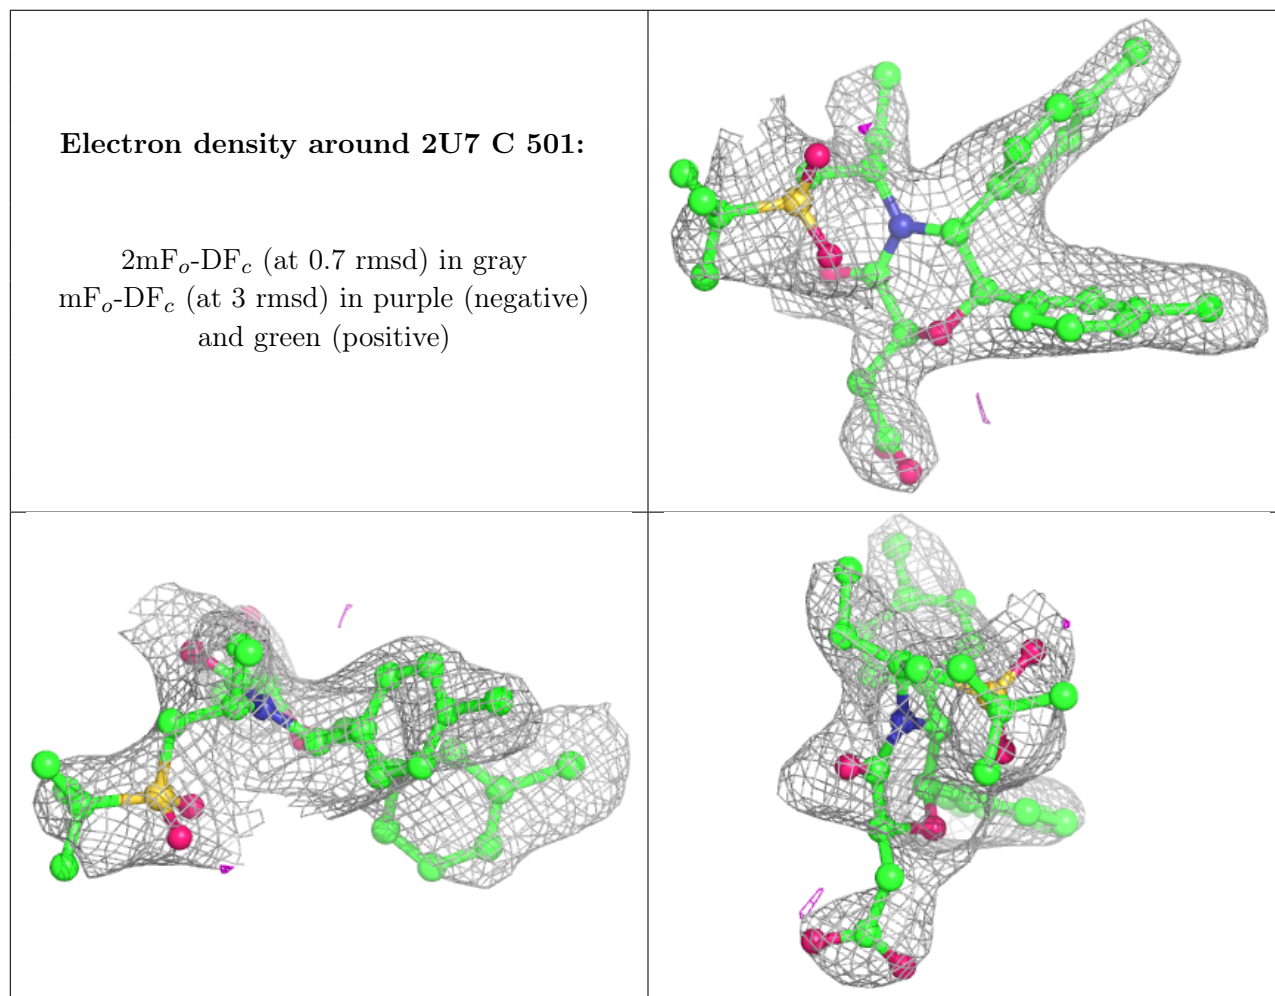 Electron density around 2U7 C 501:
2mFo-DFc (at 0.7 rmsd) in gray
mFo-DFc (at 3 rmsd) in purple (negative)
and green (positive)